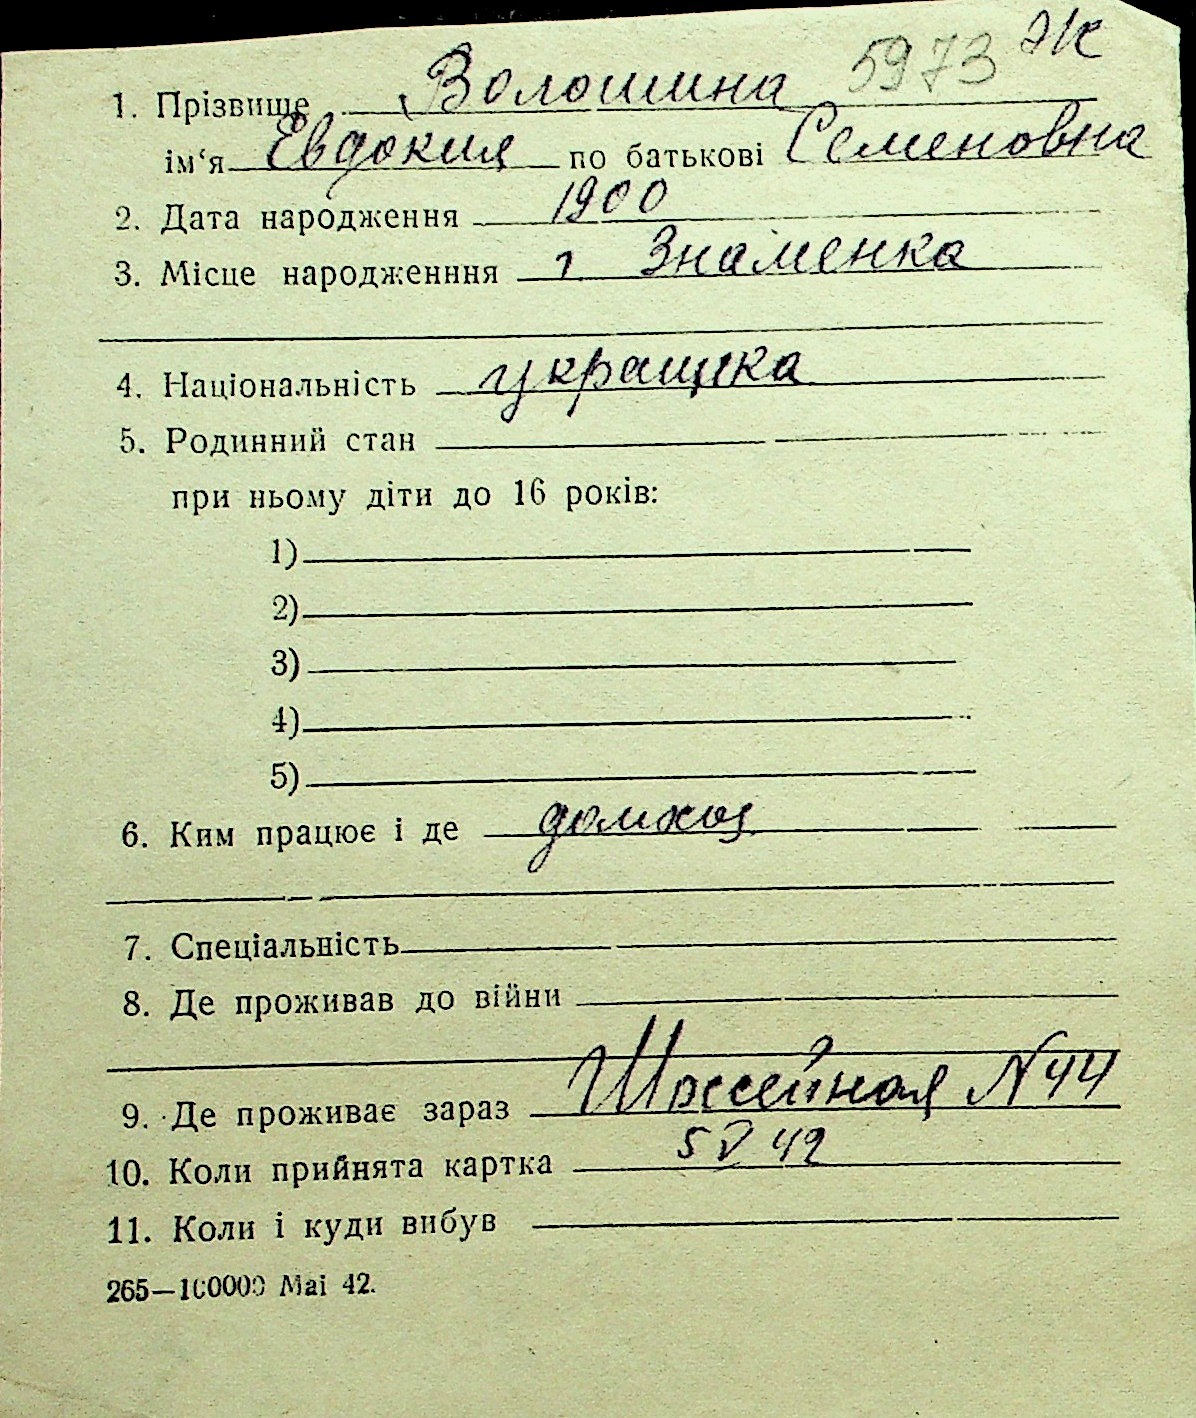 5973 Ж
1. Прізвище Волошина
ім‘я Евдокия по батькові Семеновна
2. Дата народження 1900
3. Місце народженння г Знаменка
4. Національність украинка
5. Родинний стан
при ньому діти до 16 років:
1)
2)
3)
4)
5)
6. Ким працює і де домхоз
7. Спеціальність
8. Де проживав до війни
9. Де проживає зараз Шоссейная N 44
10. Коли прийнята картка 5 V 42
11. Коли і куди вибув
265—100000 Mai 42.